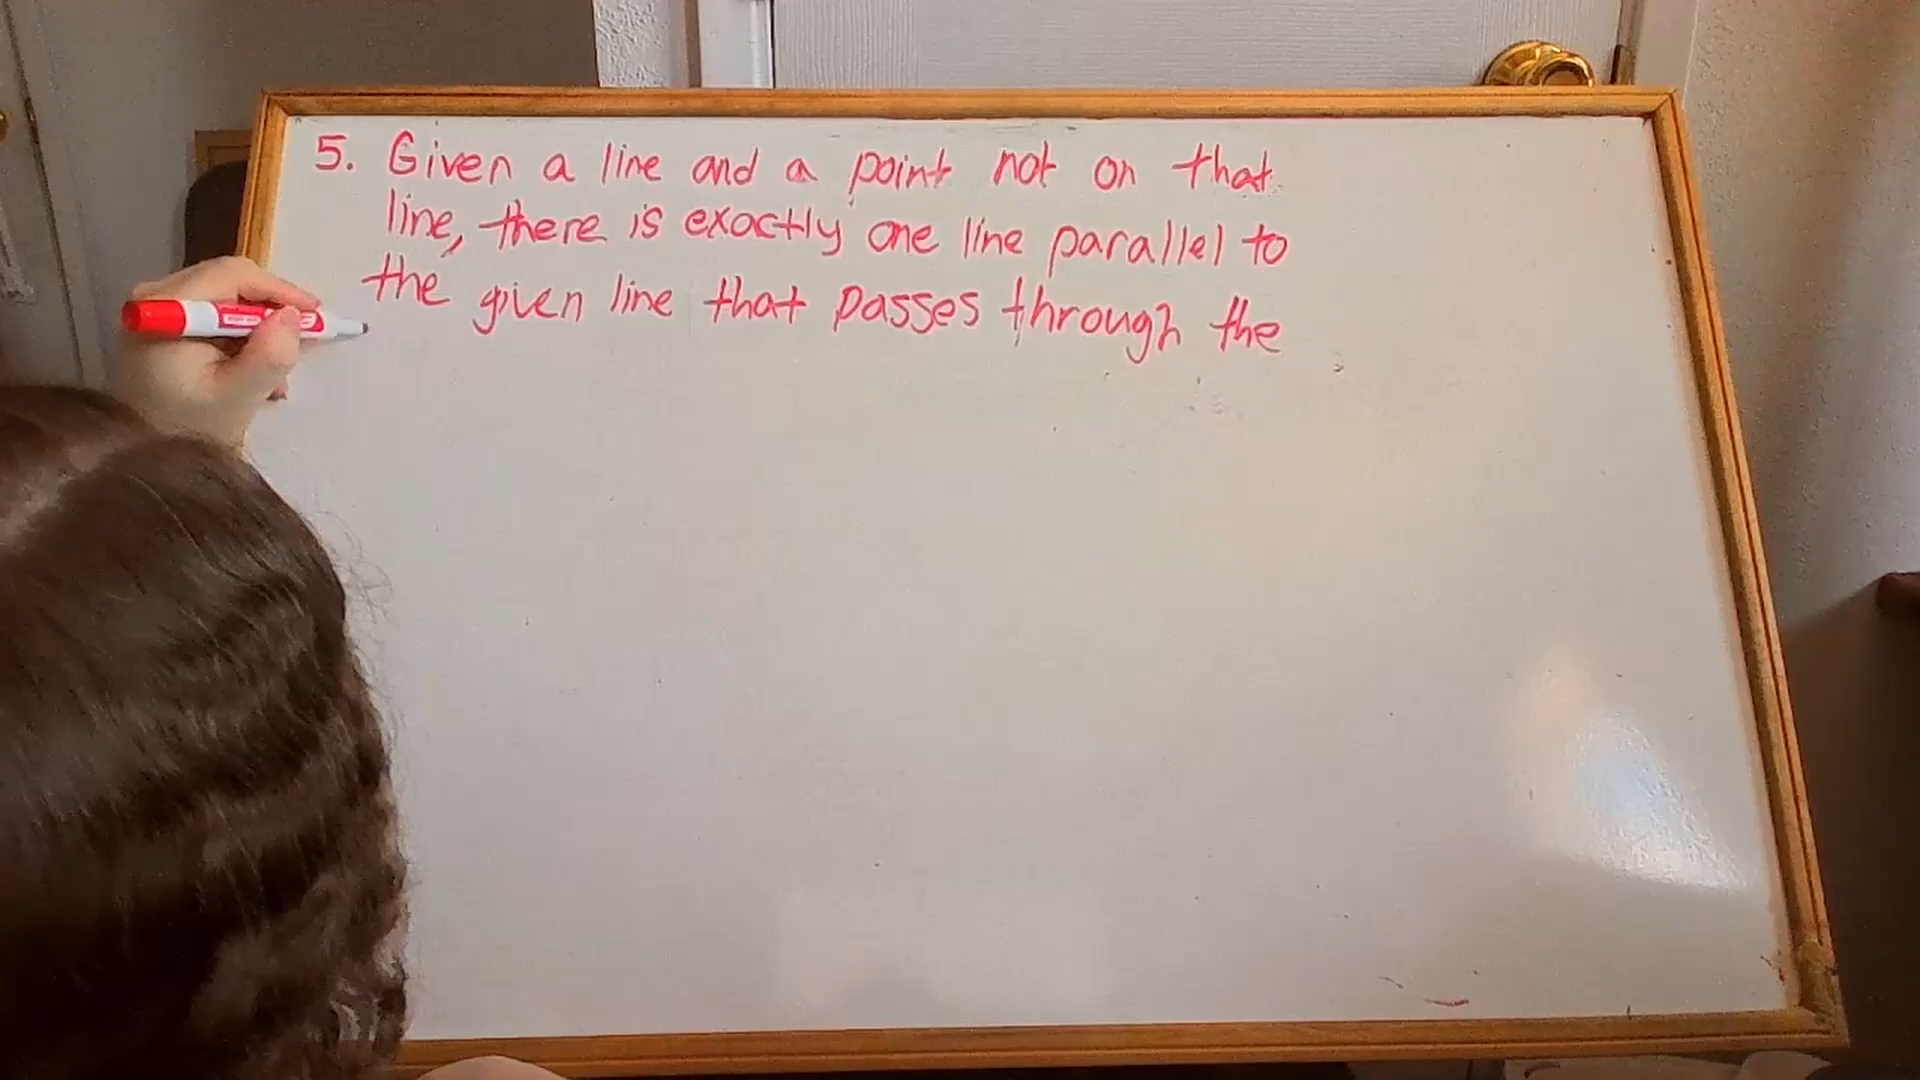 5. Given a line and a point not on that
line, there is exactly one line parallel to
the given line that passes through the